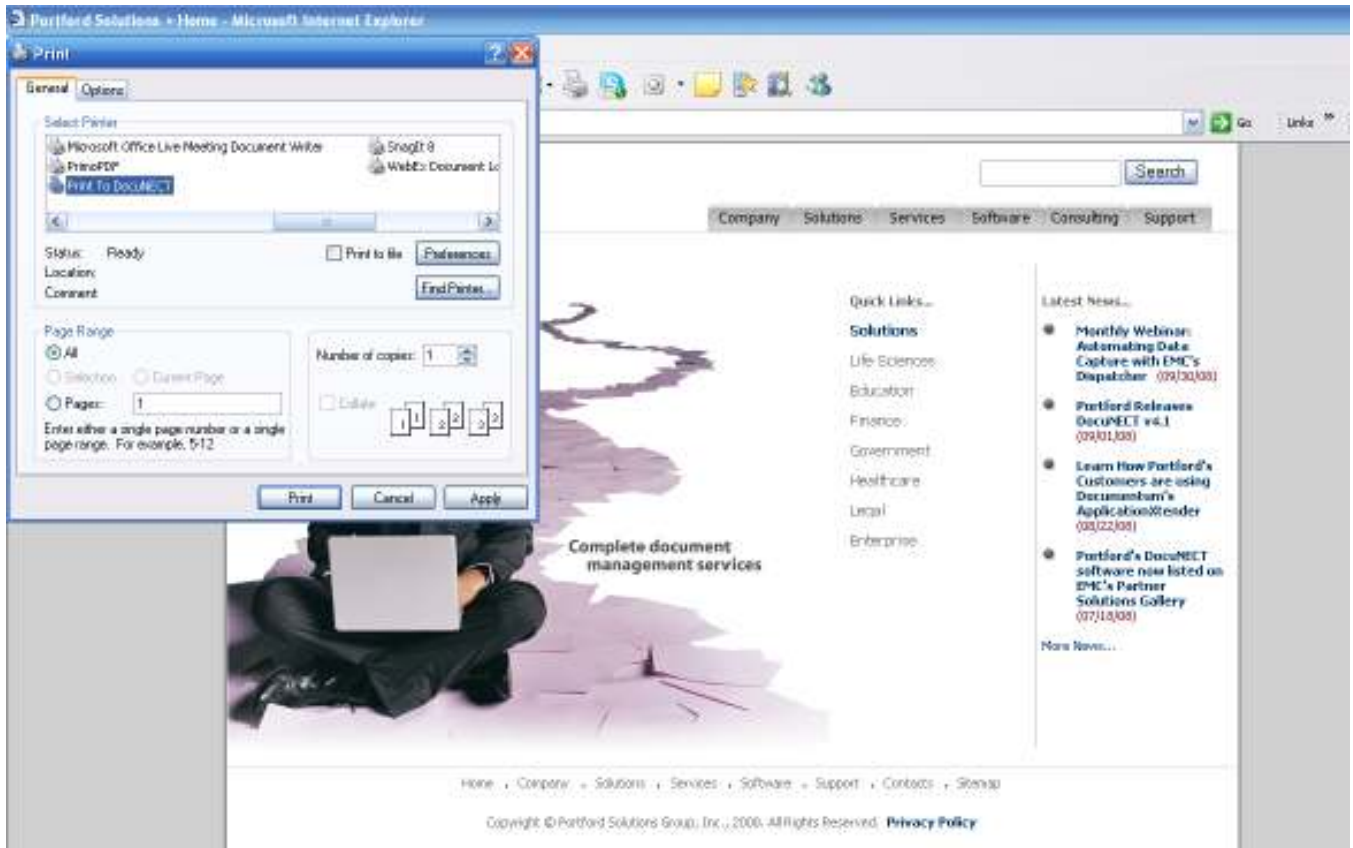 Portford Solutions > Home - Microsoft Internet Explorer
Print
General Options
Select Printer
Microsoft Office Live Meeting Document Writer
SnagIt 8
PrimoPDF
WebEx Document Lo
Print To DocuNECT
Status: Ready
Print to file
Preferences
Location:
Comment:
Find Printer...
Page Range
All
Selection
Current Page
Pages: 1
Enter either a single page number or a single
page range. For example, 5-12
Number of copies: 1
Collate
1 1 2 2 3 3
Print
Cancel
Apply
Go
Links »
Search
Company Solutions Services Software Consulting Support
Quick Links...
Solutions
Life Sciences
Education
Finance
Government
Healthcare
Legal
Enterprise
Latest News...
Monthly Webinar:
Automating Data
Capture with EMC's
Dispatcher (09/30/08)
Portford Releases
DocuNECT v4.1
(09/01/08)
Learn How Portford's
Customers are using
Documentum's
ApplicationXtender
(08/22/08)
Portford's DocuNECT
software now listed on
EMC's Partner
Solutions Gallery
(07/18/08)
More News...
Complete document
management services
Home , Company , Solutions , Services , Software , Support , Contacts , Sitemap
Copyright © Portford Solutions Group, Inc., 2008. All Rights Reserved. Privacy Policy